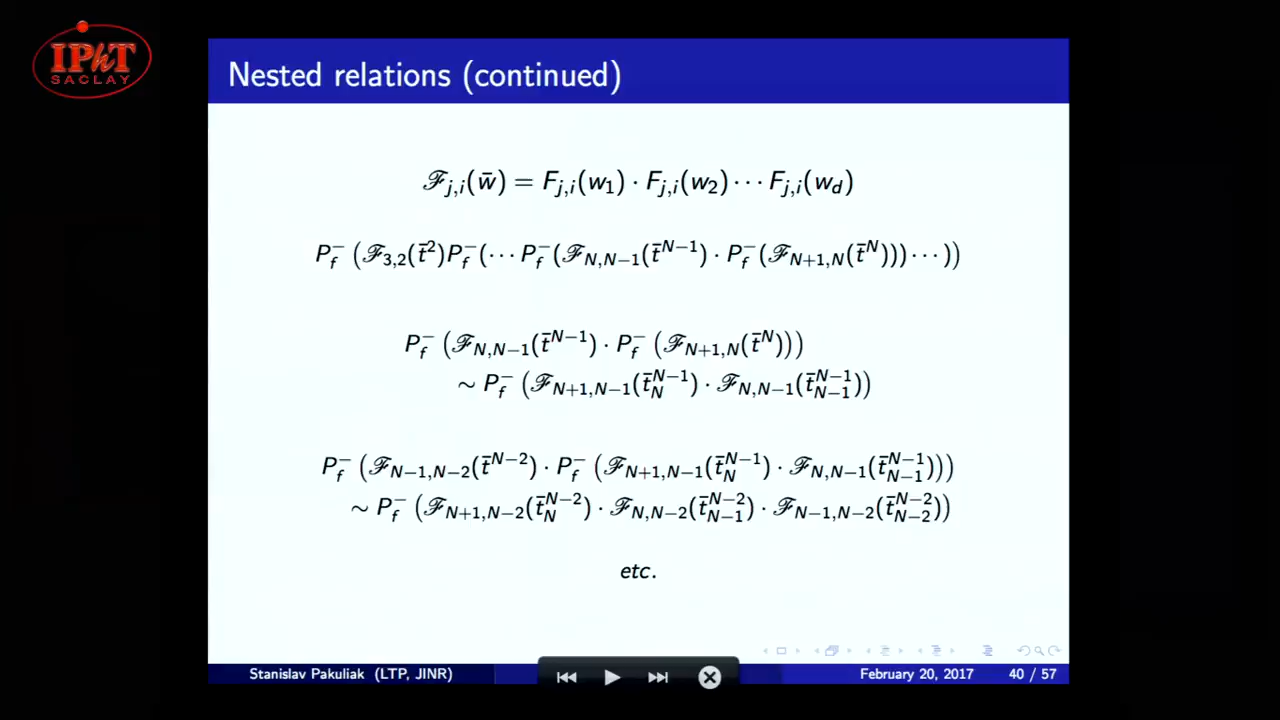 IPhT
SACLAY
Nested relations (continued)
ℱ_{j,i}(w̄) = F_{j,i}(w_1) · F_{j,i}(w_2) ⋯ F_{j,i}(w_d)
P_f^− (ℱ_{3,2}(t̄^2)P_f^−(⋯ P_f^−(ℱ_{N,N−1}(t̄^{N−1}) · P_f^−(ℱ_{N+1,N}(t̄^N))) ⋯ ))
P_f^− (ℱ_{N,N−1}(t̄^{N−1}) · P_f^− (ℱ_{N+1,N}(t̄^N)))
∼ P_f^− (ℱ_{N+1,N−1}(t̄_N^{N−1}) · ℱ_{N,N−1}(t̄_{N−1}^{N−1}))
P_f^− (ℱ_{N−1,N−2}(t̄^{N−2}) · P_f^− (ℱ_{N+1,N−1}(t̄_N^{N−1}) · ℱ_{N,N−1}(t̄_{N−1}^{N−1})))
∼ P_f^− (ℱ_{N+1,N−2}(t̄_N^{N−2}) · ℱ_{N,N−2}(t̄_{N−1}^{N−2}) · ℱ_{N−1,N−2}(t̄_{N−2}^{N−2}))
etc.
Stanislav Pakuliak (LTP, JINR)
February 20, 2017
40 / 57